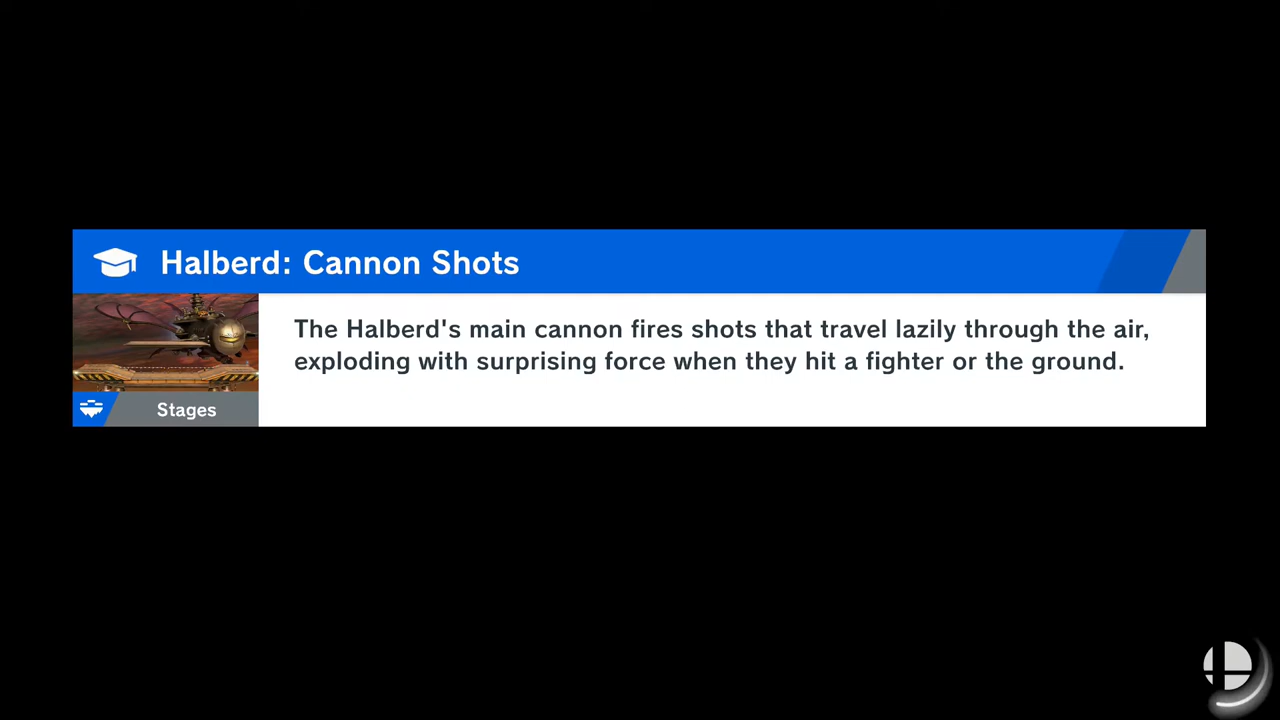 Halberd: Cannon Shots
The Halberd's main cannon fires shots that travel lazily through the air,
exploding with surprising force when they hit a fighter or the ground.
Stages